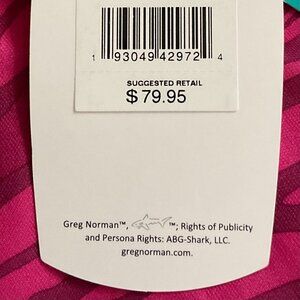 1 93049 42972 4
SUGGESTED RETAIL
$79.95
Greg Norman™, ™; Rights of Publicity
and Persona Rights: ABG-Shark, LLC.
gregnorman.com.